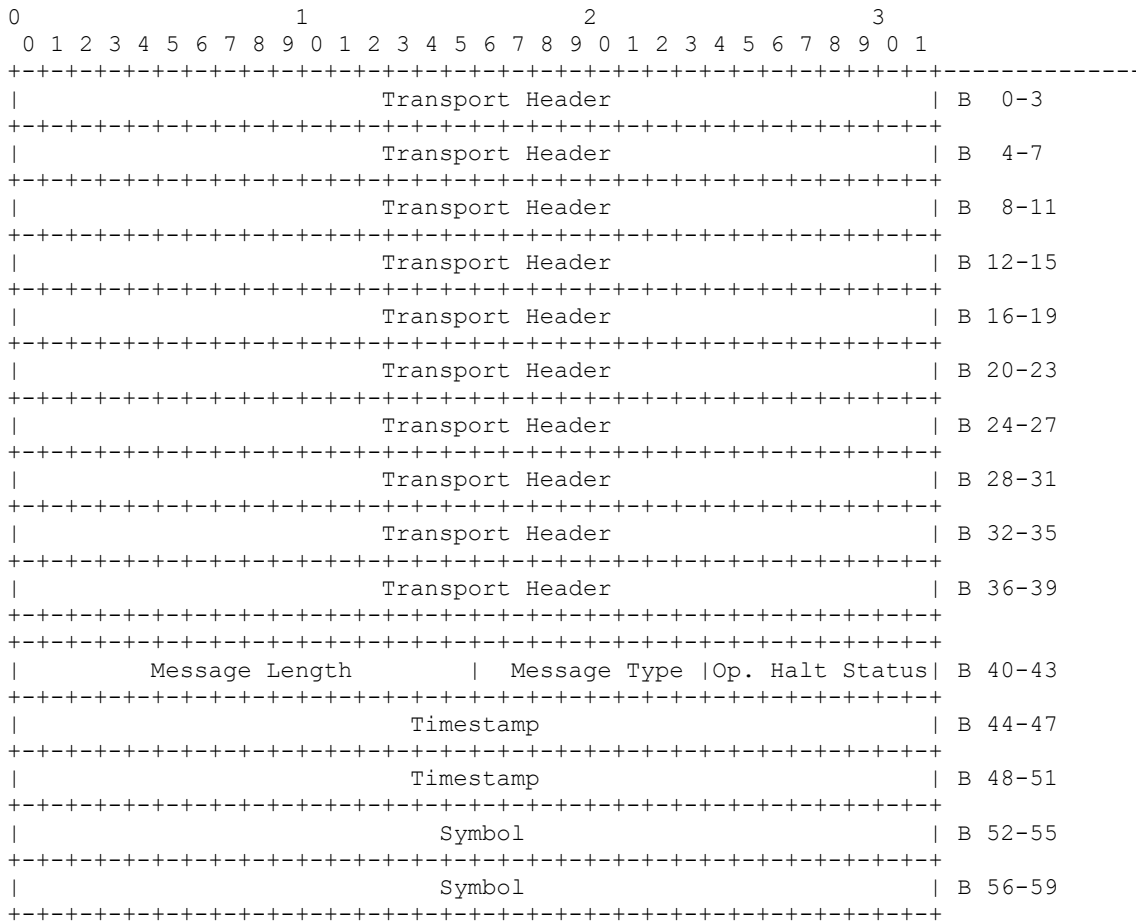 0                   1                   2                   3
 0 1 2 3 4 5 6 7 8 9 0 1 2 3 4 5 6 7 8 9 0 1 2 3 4 5 6 7 8 9 0 1
+-+-+-+-+-+-+-+-+-+-+-+-+-+-+-+-+-+-+-+-+-+-+-+-+-+-+-+-+-+-+-+-+--------------
|                         Transport Header                      | B  0-3
+-+-+-+-+-+-+-+-+-+-+-+-+-+-+-+-+-+-+-+-+-+-+-+-+-+-+-+-+-+-+-+-+
|                         Transport Header                      | B  4-7
+-+-+-+-+-+-+-+-+-+-+-+-+-+-+-+-+-+-+-+-+-+-+-+-+-+-+-+-+-+-+-+-+
|                         Transport Header                      | B  8-11
+-+-+-+-+-+-+-+-+-+-+-+-+-+-+-+-+-+-+-+-+-+-+-+-+-+-+-+-+-+-+-+-+
|                         Transport Header                      | B 12-15
+-+-+-+-+-+-+-+-+-+-+-+-+-+-+-+-+-+-+-+-+-+-+-+-+-+-+-+-+-+-+-+-+
|                         Transport Header                      | B 16-19
+-+-+-+-+-+-+-+-+-+-+-+-+-+-+-+-+-+-+-+-+-+-+-+-+-+-+-+-+-+-+-+-+
|                         Transport Header                      | B 20-23
+-+-+-+-+-+-+-+-+-+-+-+-+-+-+-+-+-+-+-+-+-+-+-+-+-+-+-+-+-+-+-+-+
|                         Transport Header                      | B 24-27
+-+-+-+-+-+-+-+-+-+-+-+-+-+-+-+-+-+-+-+-+-+-+-+-+-+-+-+-+-+-+-+-+
|                         Transport Header                      | B 28-31
+-+-+-+-+-+-+-+-+-+-+-+-+-+-+-+-+-+-+-+-+-+-+-+-+-+-+-+-+-+-+-+-+
|                         Transport Header                      | B 32-35
+-+-+-+-+-+-+-+-+-+-+-+-+-+-+-+-+-+-+-+-+-+-+-+-+-+-+-+-+-+-+-+-+
|                         Transport Header                      | B 36-39
+-+-+-+-+-+-+-+-+-+-+-+-+-+-+-+-+-+-+-+-+-+-+-+-+-+-+-+-+-+-+-+-+
+-+-+-+-+-+-+-+-+-+-+-+-+-+-+-+-+-+-+-+-+-+-+-+-+-+-+-+-+-+-+-+-+
|         Message Length        |  Message Type |Op. Halt Status| B 40-43
+-+-+-+-+-+-+-+-+-+-+-+-+-+-+-+-+-+-+-+-+-+-+-+-+-+-+-+-+-+-+-+-+
|                           Timestamp                           | B 44-47
+-+-+-+-+-+-+-+-+-+-+-+-+-+-+-+-+-+-+-+-+-+-+-+-+-+-+-+-+-+-+-+-+
|                           Timestamp                           | B 48-51
+-+-+-+-+-+-+-+-+-+-+-+-+-+-+-+-+-+-+-+-+-+-+-+-+-+-+-+-+-+-+-+-+
|                             Symbol                            | B 52-55
+-+-+-+-+-+-+-+-+-+-+-+-+-+-+-+-+-+-+-+-+-+-+-+-+-+-+-+-+-+-+-+-+
|                             Symbol                            | B 56-59
+-+-+-+-+-+-+-+-+-+-+-+-+-+-+-+-+-+-+-+-+-+-+-+-+-+-+-+-+-+-+-+-+